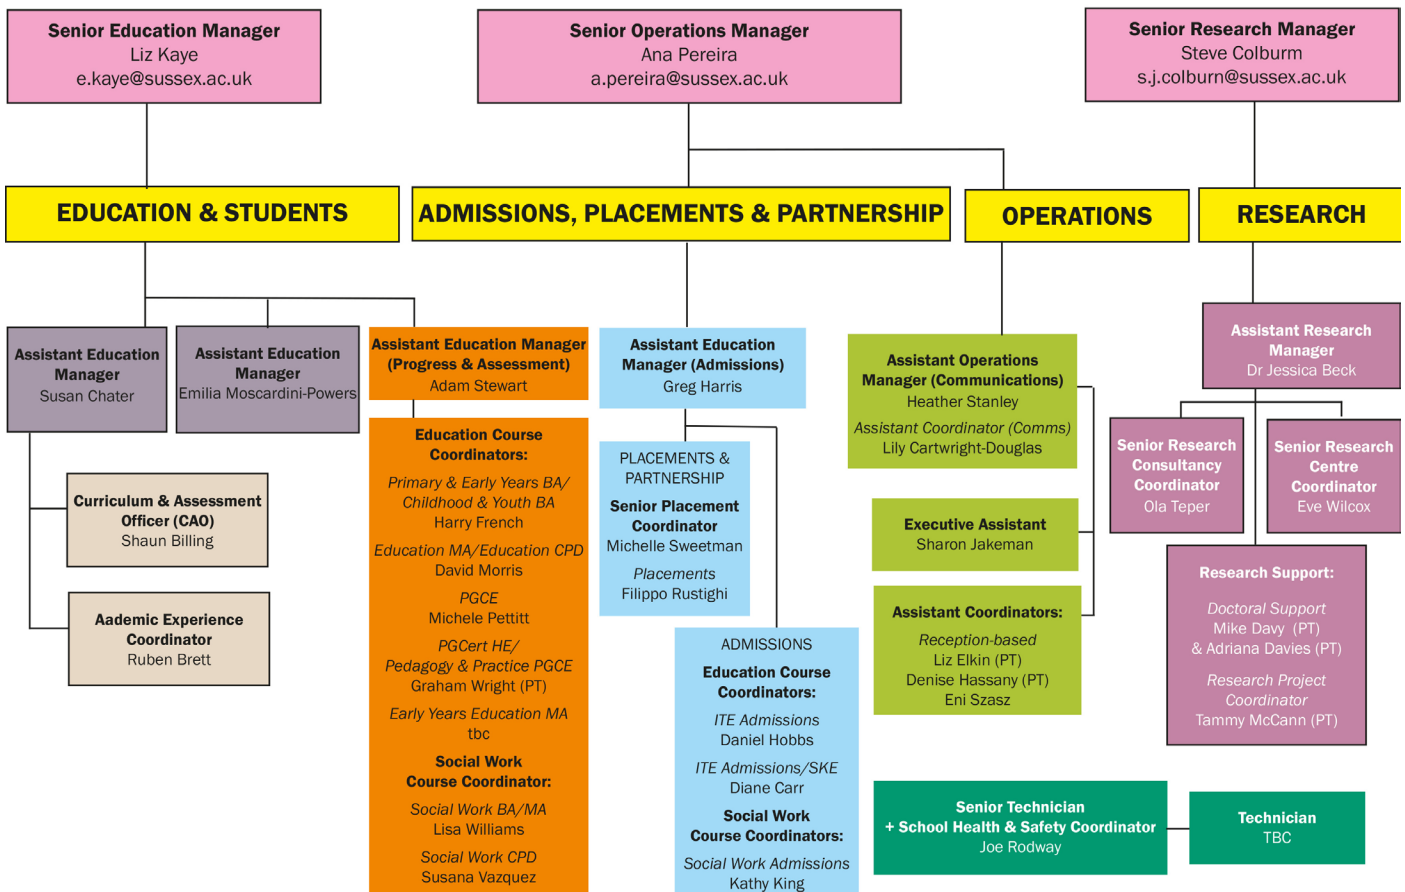 Senior Education Manager
Liz Kaye
e.kaye@sussex.ac.uk
Senior Operations Manager
Ana Pereira
a.pereira@sussex.ac.uk
Senior Research Manager
Steve Colburm
s.j.colburn@sussex.ac.uk
EDUCATION & STUDENTS
ADMISSIONS, PLACEMENTS & PARTNERSHIP
OPERATIONS
RESEARCH
Assistant Education
Manager
Susan Chater
Assistant Education
Manager
Emilia Moscardini-Powers
Curriculum & Assessment
Officer (CAO)
Shaun Billing
Aademic Experience
Coordinator
Ruben Brett
Assistant Education Manager
(Progress & Assessment)
Adam Stewart
Education Course
Coordinators:
Primary & Early Years BA/
Childhood & Youth BA
Harry French
Education MA/Education CPD
David Morris
PGCE
Michele Pettitt
PGCert HE/
Pedagogy & Practice PGCE
Graham Wright (PT)
Early Years Education MA
tbc
Social Work
Course Coordinator:
Social Work BA/MA
Lisa Williams
Social Work CPD
Susana Vazquez
Assistant Education
Manager (Admissions)
Greg Harris
PLACEMENTS &
PARTNERSHIP
Senior Placement
Coordinator
Michelle Sweetman
Placements
Filippo Rustighi
ADMISSIONS
Education Course
Coordinators:
ITE Admissions
Daniel Hobbs
ITE Admissions/SKE
Diane Carr
Social Work
Course Coordinators:
Social Work Admissions
Kathy King
Assistant Operations
Manager (Communications)
Heather Stanley
Assistant Coordinator (Comms)
Lily Cartwright-Douglas
Executive Assistant
Sharon Jakeman
Assistant Coordinators:
Reception-based
Liz Elkin (PT)
Denise Hassany (PT)
Eni Szasz
Assistant Research
Manager
Dr Jessica Beck
Senior Research
Consultancy
Coordinator
Ola Teper
Senior Research
Centre
Coordinator
Eve Wilcox
Research Support:
Doctoral Support
Mike Davy (PT)
& Adriana Davies (PT)
Research Project
Coordinator
Tammy McCann (PT)
Senior Technician
+ School Health & Safety Coordinator
Joe Rodway
Technician
TBC